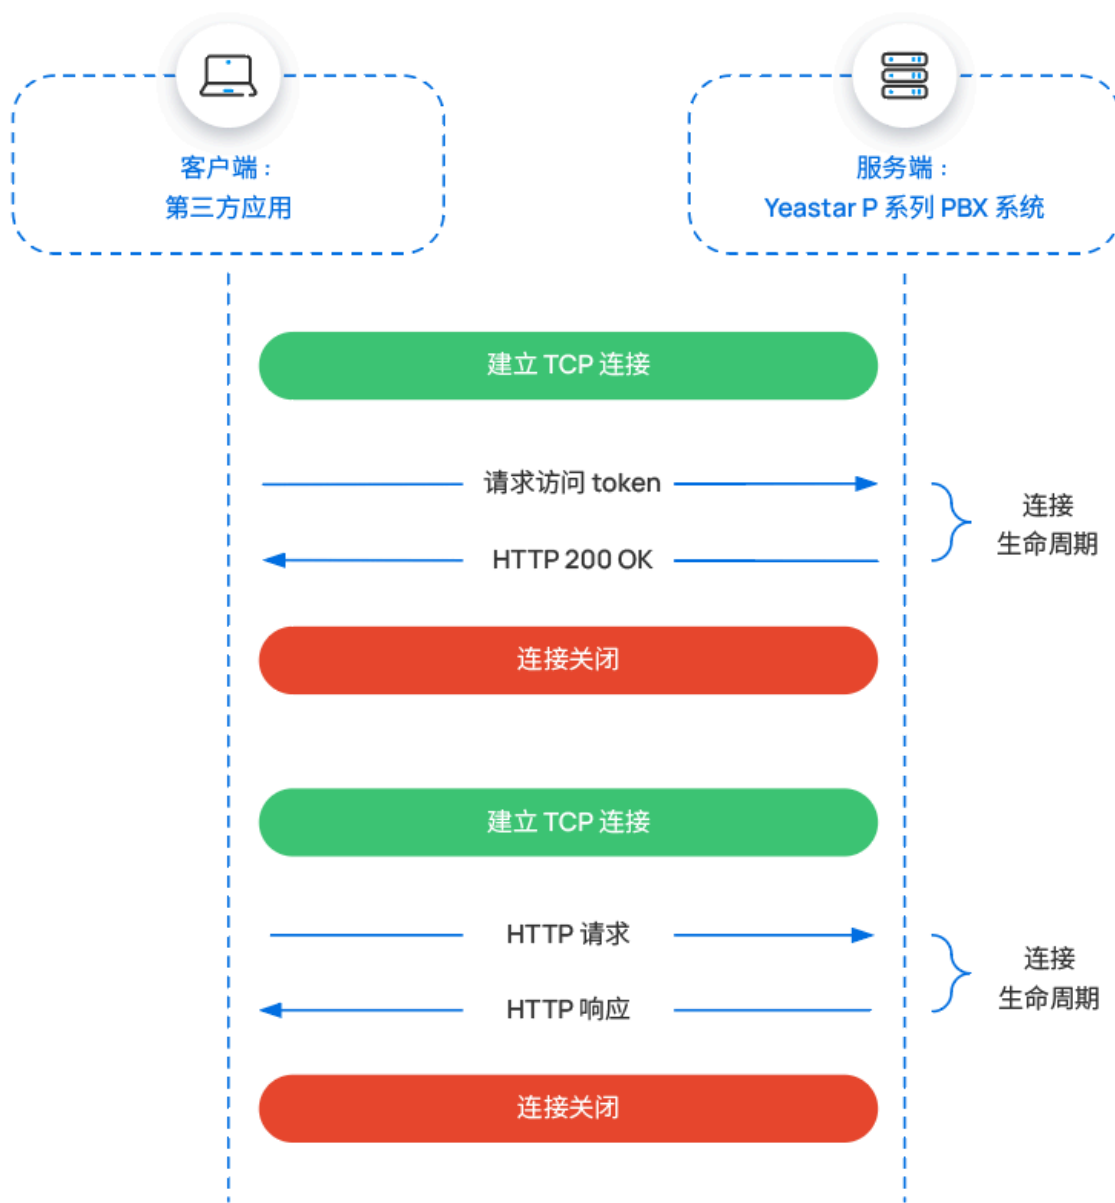 客户端：
第三方应用
服务端：
Yeastar P 系列 PBX 系统
建立 TCP 连接
请求访问 token
HTTP 200 OK
连接
生命周期
连接关闭
建立 TCP 连接
HTTP 请求
HTTP 响应
连接
生命周期
连接关闭